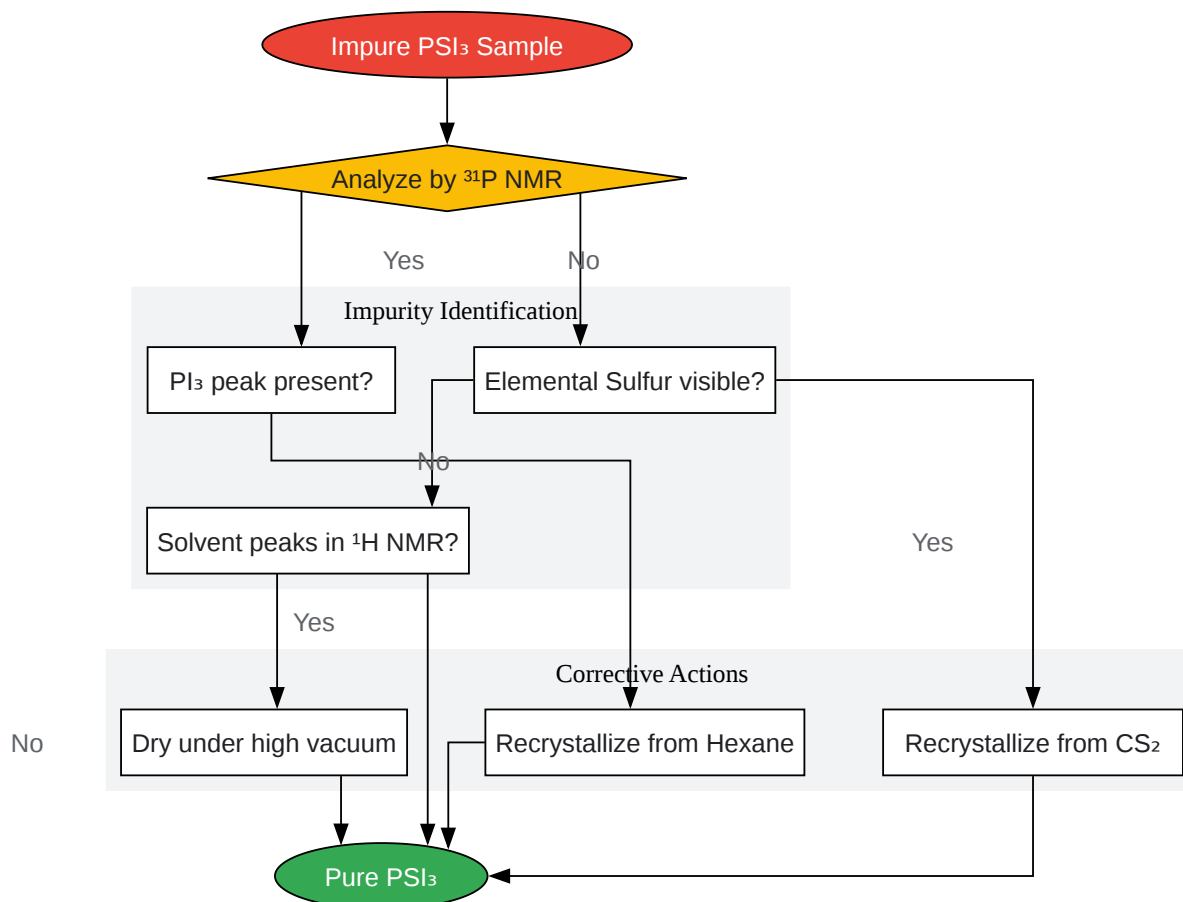 Impure PSI₃ Sample
Analyze by ³¹P NMR
Yes
No
Impurity Identification
PI₃ peak present?
Elemental Sulfur visible?
No
Solvent peaks in ¹H NMR?
Yes
Yes
Corrective Actions
No
Dry under high vacuum
Recrystallize from Hexane
Recrystallize from CS₂
Pure PSI₃